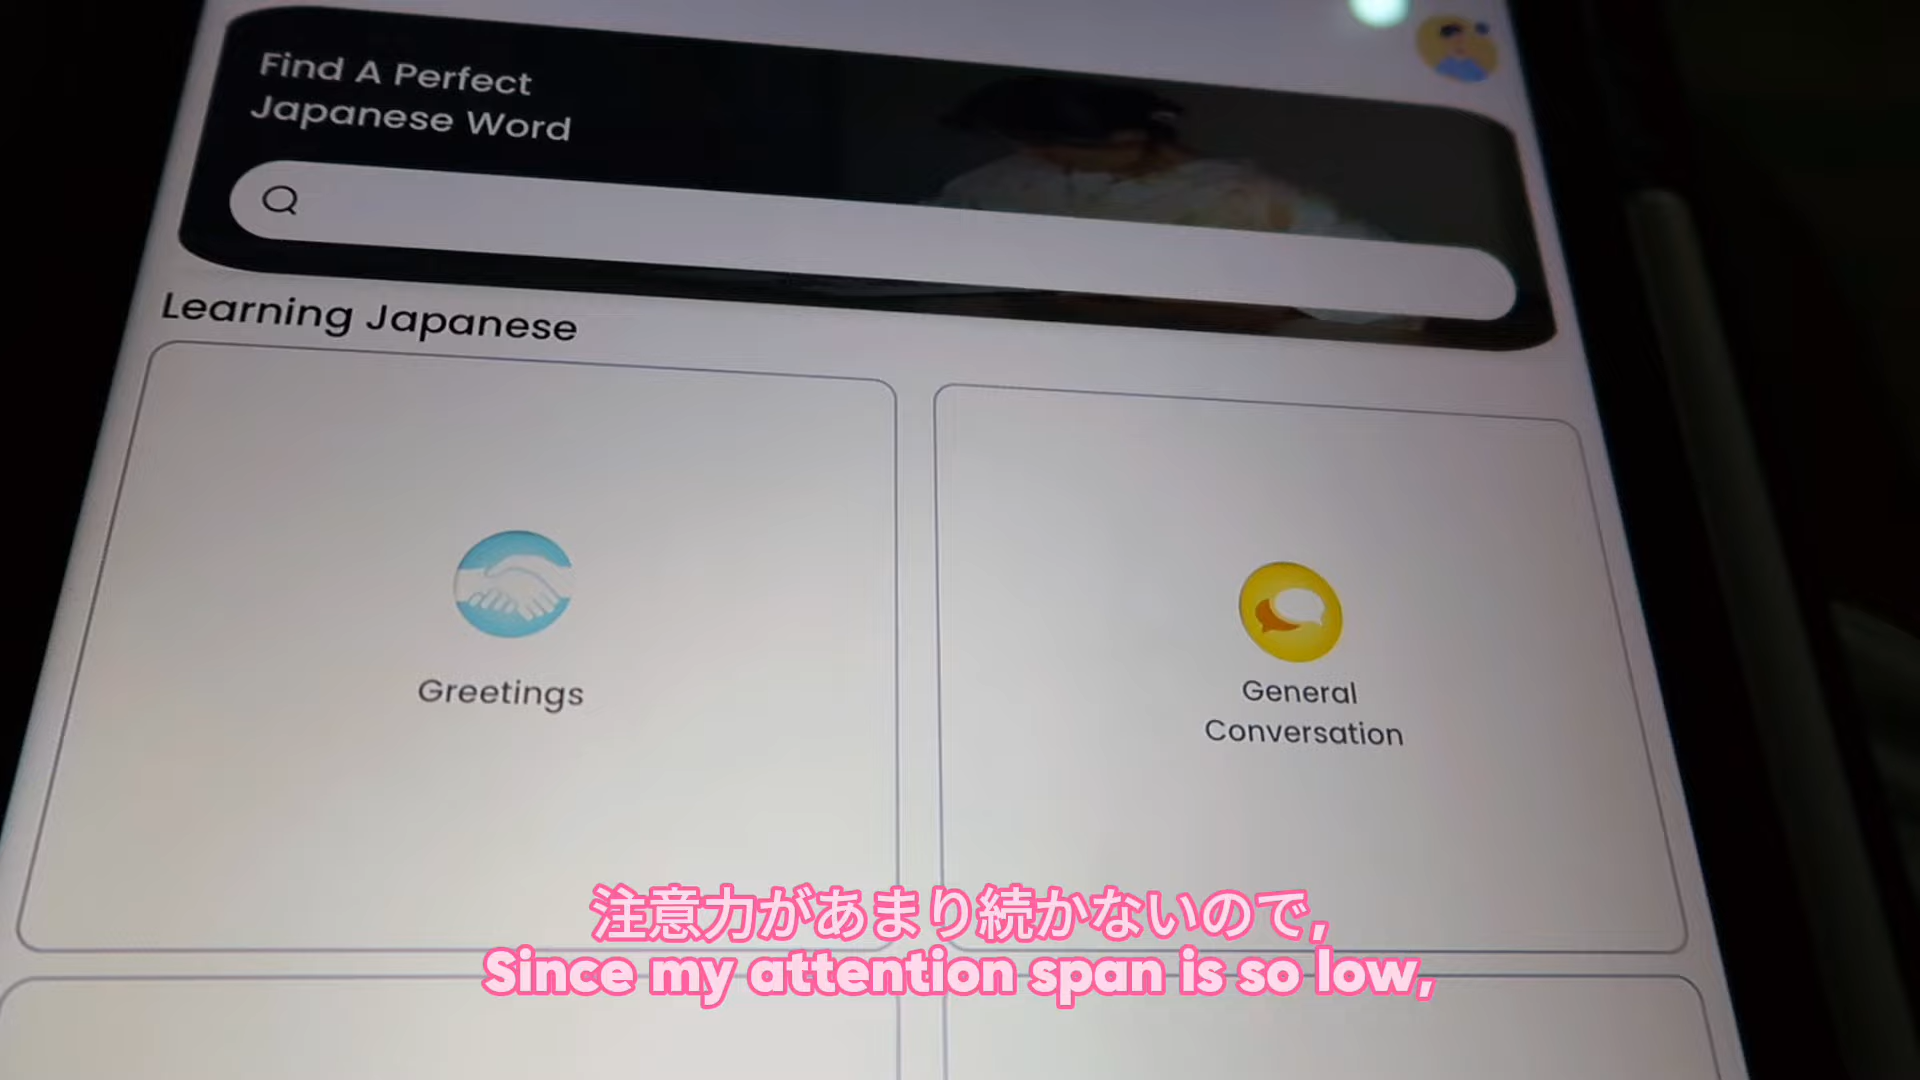 Find A Perfect
Japanese Word
Learning Japanese
Greetings
General
Conversation
注意力があまり続かないので,
Since my attention span is so low,